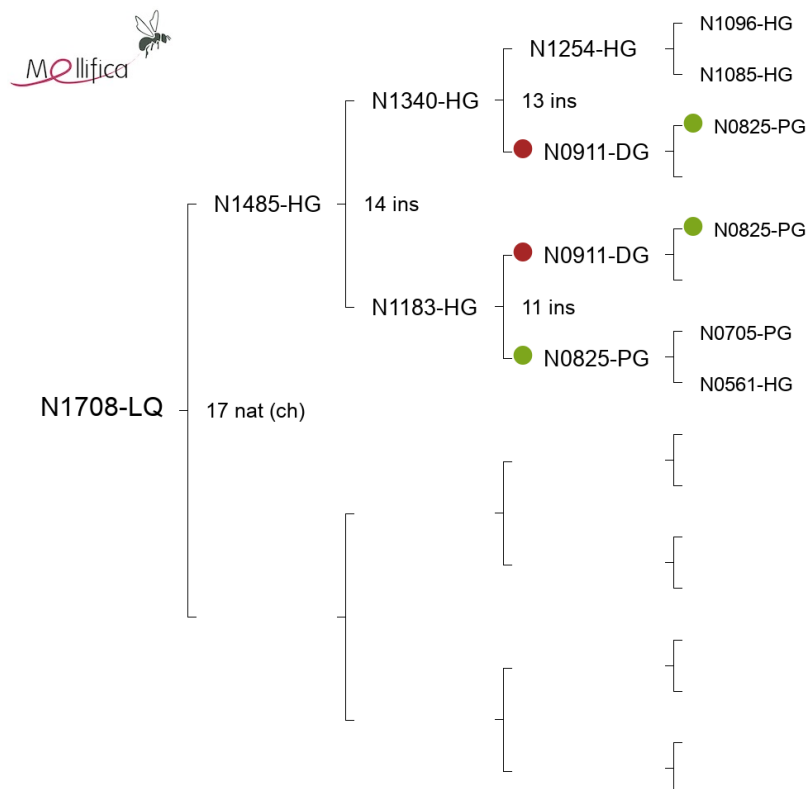 Mellifica
N1096-HG
N1254-HG
N1085-HG
N1340-HG
13 ins
N0825-PG
N0911-DG
N1485-HG
14 ins
N0825-PG
N0911-DG
N1183-HG
11 ins
N0705-PG
N0825-PG
N0561-HG
N1708-LQ
17 nat (ch)